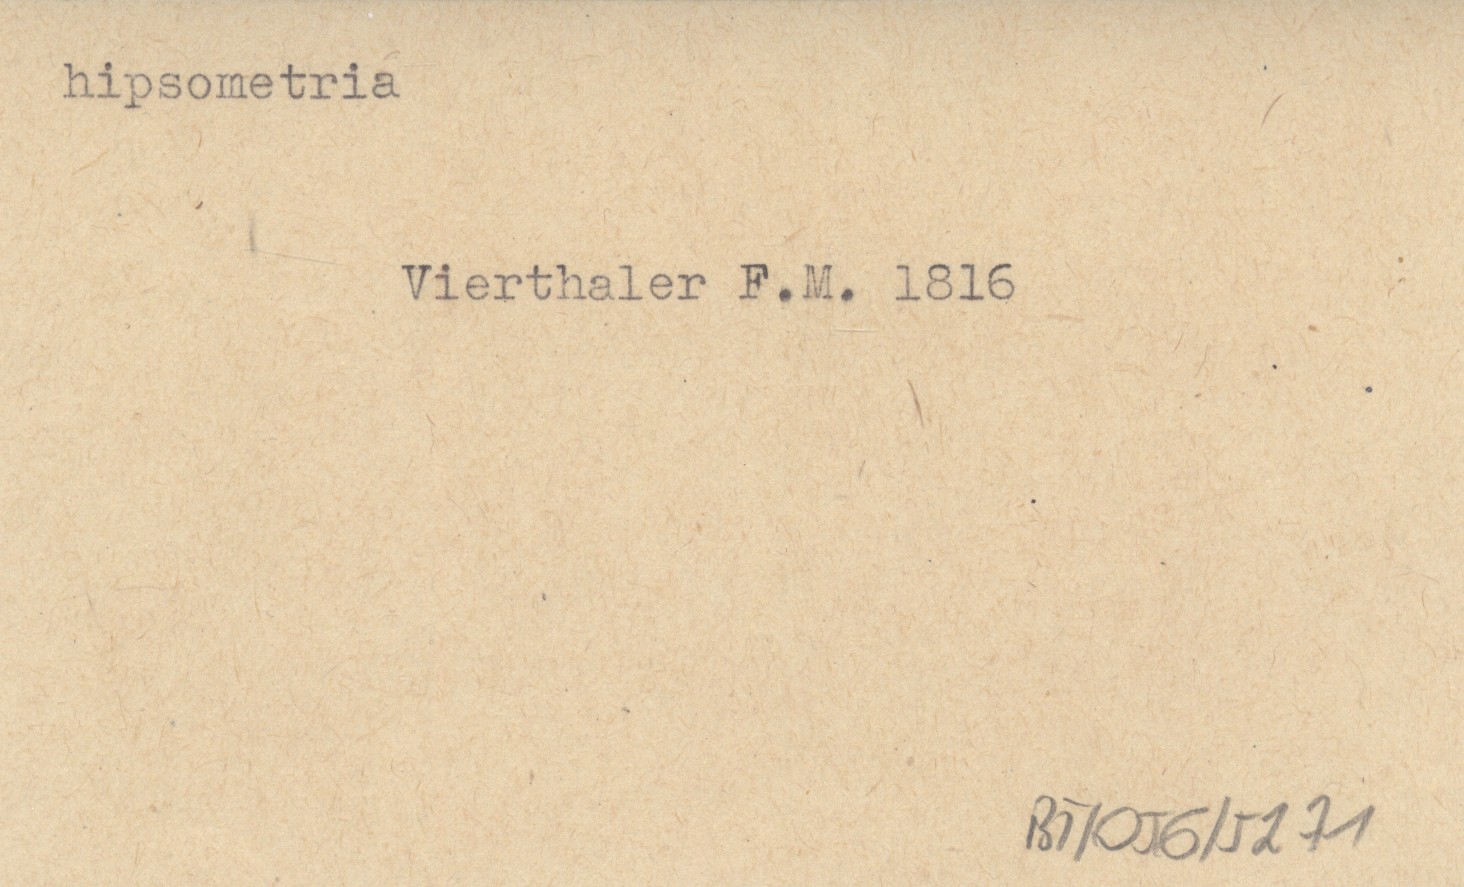 hipsometria
Vierthaler F.M. 1816
BT/056/5271